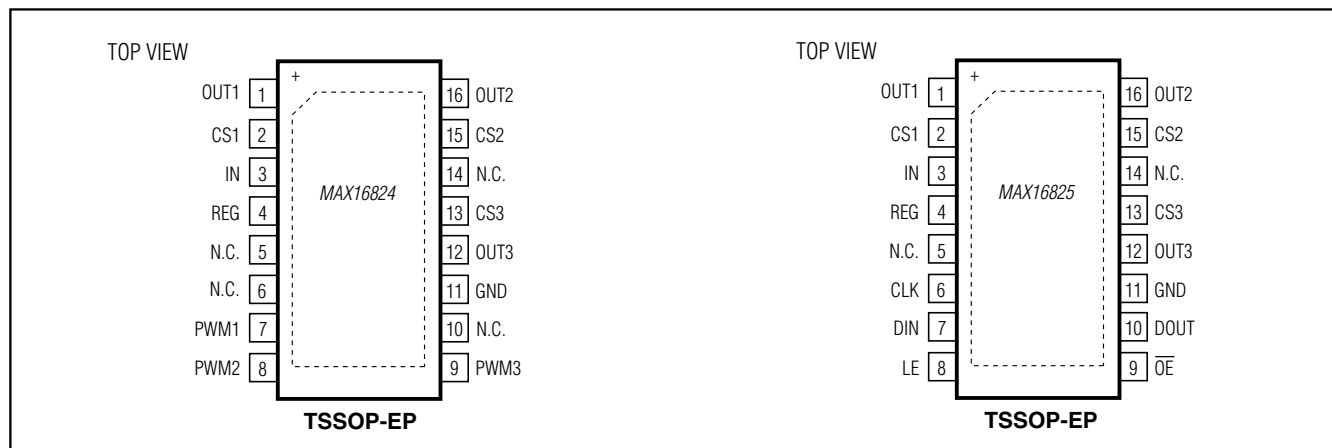 TOP VIEW
+
OUT1 1
CS1 2
IN 3
REG 4
N.C. 5
N.C. 6
PWM1 7
PWM2 8
MAX16824
16 OUT2
15 CS2
14 N.C.
13 CS3
12 OUT3
11 GND
10 N.C.
9 PWM3
TSSOP-EP
TOP VIEW
+
OUT1 1
CS1 2
IN 3
REG 4
N.C. 5
CLK 6
DIN 7
LE 8
MAX16825
16 OUT2
15 CS2
14 N.C.
13 CS3
12 OUT3
11 GND
10 DOUT
9 O̅E̅
TSSOP-EP